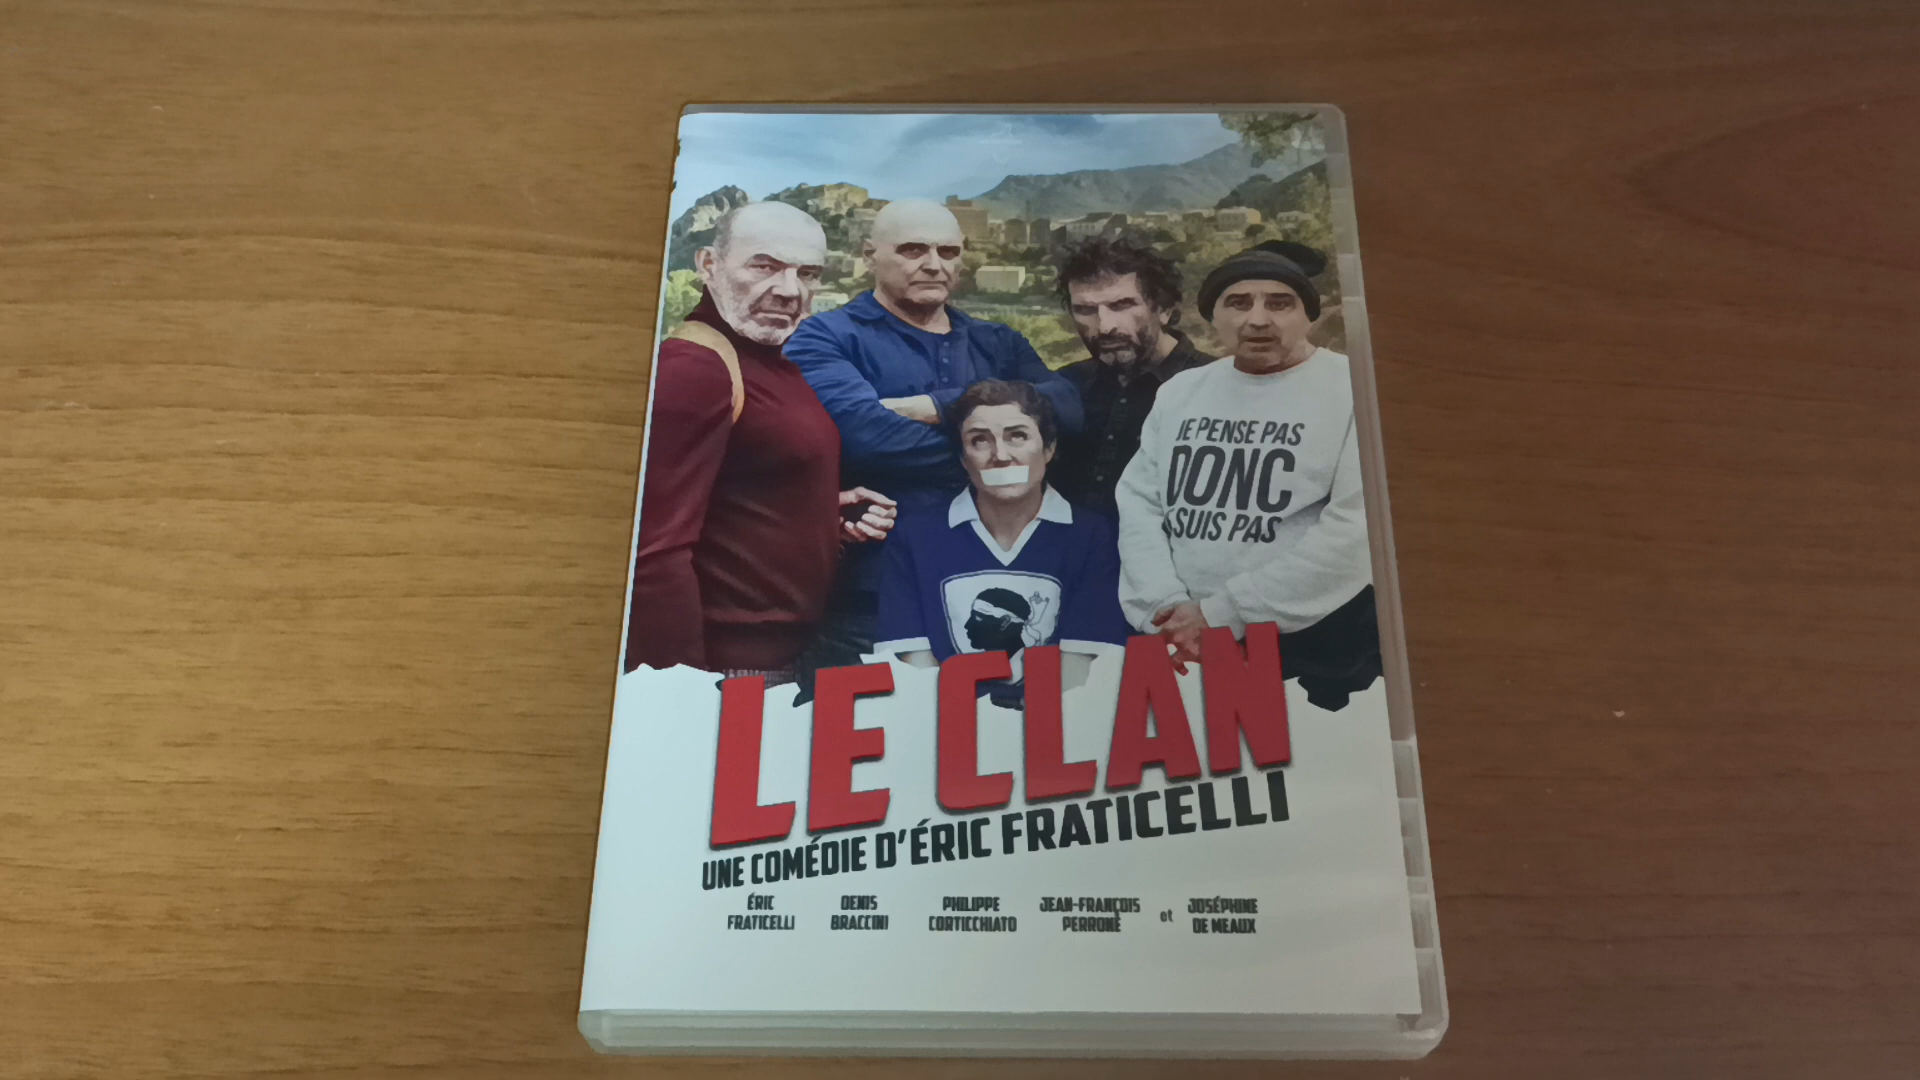 JE PENSE PAS
DONC
SUIS PAS
LE CLAN
UNE COMÉDIE D'ÉRIC FRATICELLI
ÉRIC
FRATICELLI
DENIS
BRACCINI
PHILIPPE
CORTICCHIATO
JEAN-FRANÇOIS
PERRONE
et
JOSÉPHINE
DE MEAUX